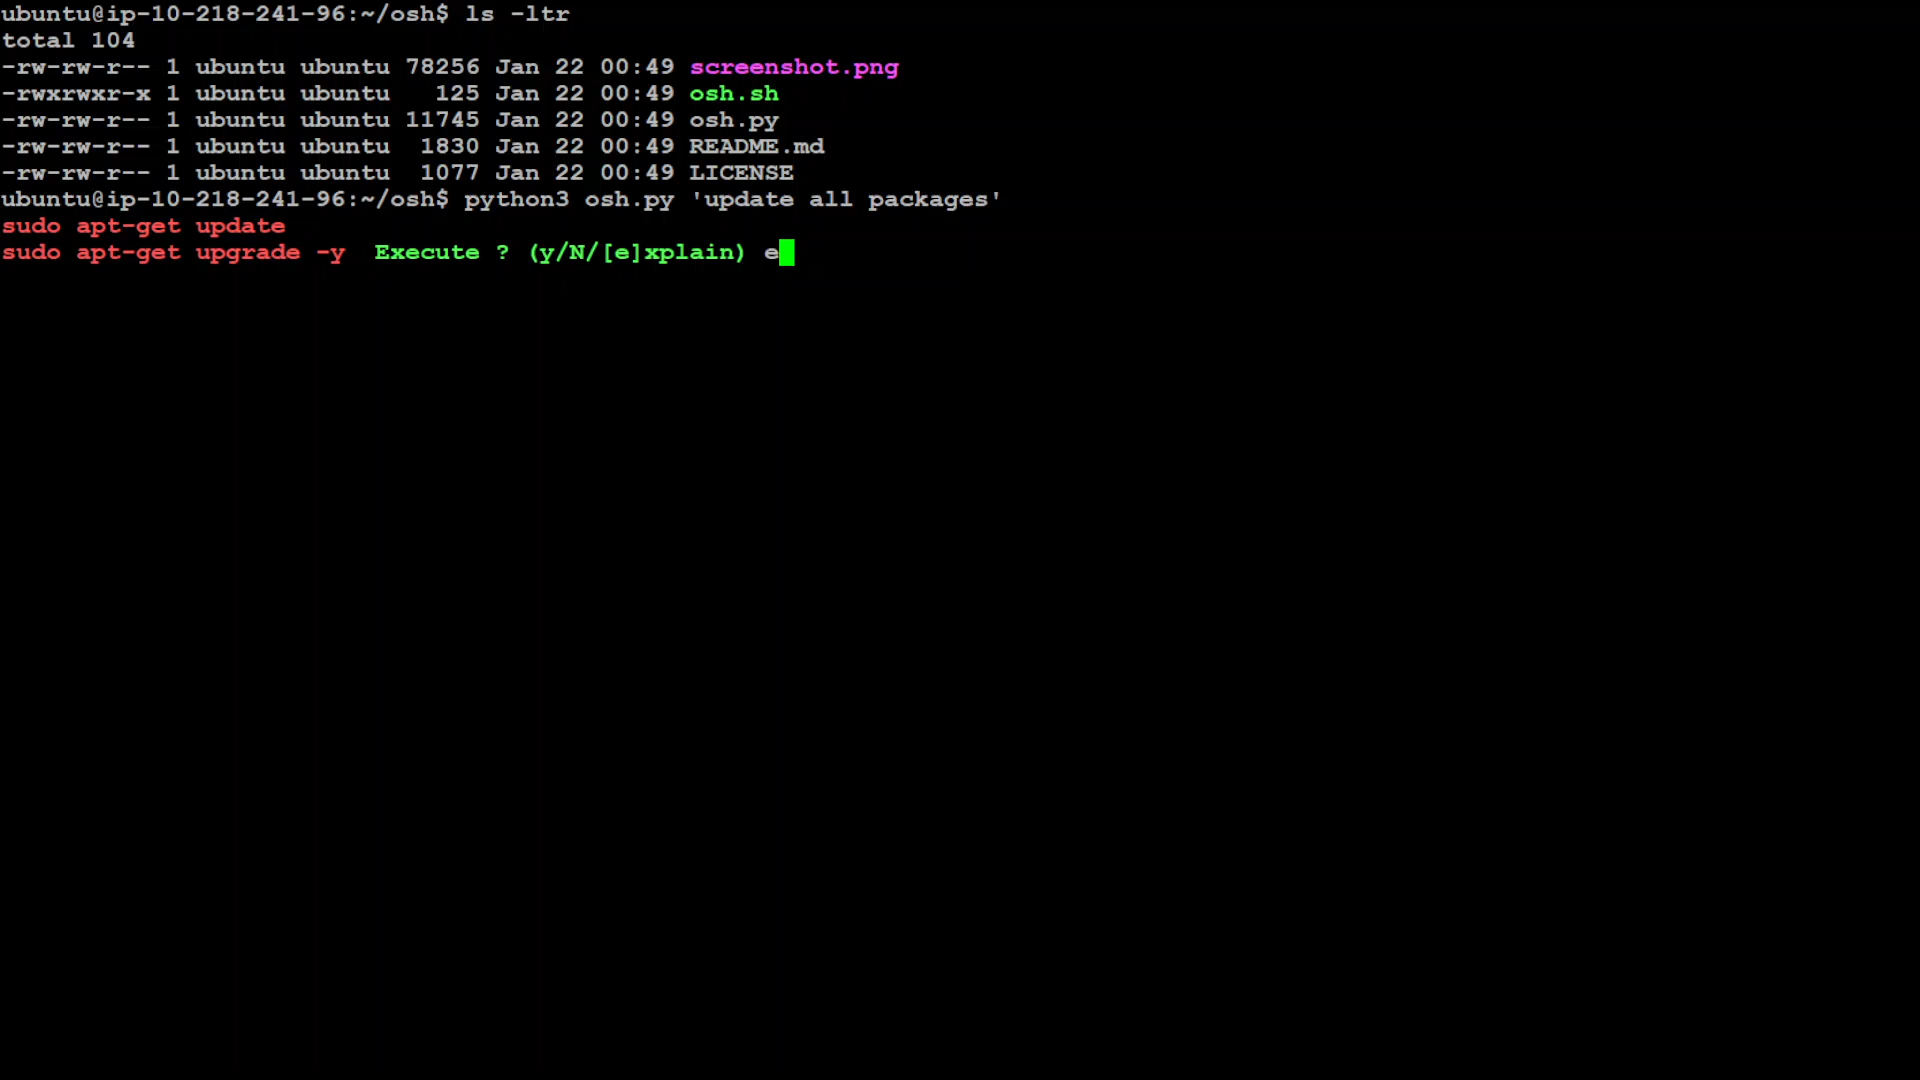 ubuntu@ip-10-218-241-96:~/osh$ ls -ltr
total 104
-rw-rw-r-- 1 ubuntu ubuntu 78256 Jan 22 00:49 screenshot.png
-rwxrwxr-x 1 ubuntu ubuntu   125 Jan 22 00:49 osh.sh
-rw-rw-r-- 1 ubuntu ubuntu 11745 Jan 22 00:49 osh.py
-rw-rw-r-- 1 ubuntu ubuntu  1830 Jan 22 00:49 README.md
-rw-rw-r-- 1 ubuntu ubuntu  1077 Jan 22 00:49 LICENSE
ubuntu@ip-10-218-241-96:~/osh$ python3 osh.py 'update all packages'
sudo apt-get update
sudo apt-get upgrade -y  Execute ? (y/N/[e]xplain) e